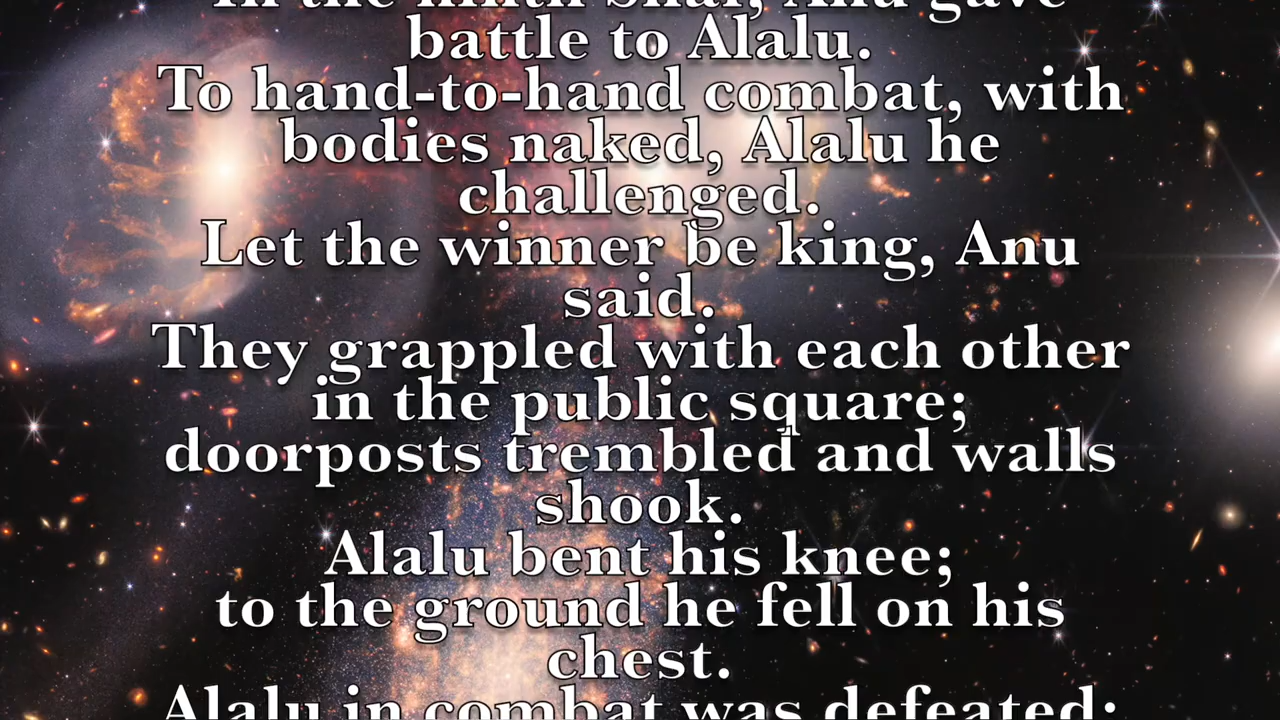 In the ninth Shar, Anu gave
battle to Alalu.
To hand-to-hand combat, with
bodies naked, Alalu he
challenged.
Let the winner be king, Anu
said.
They grappled with each other
in the public square;
doorposts trembled and walls
shook.
Alalu bent his knee;
to the ground he fell on his
chest.
Alalu in combat was defeated;